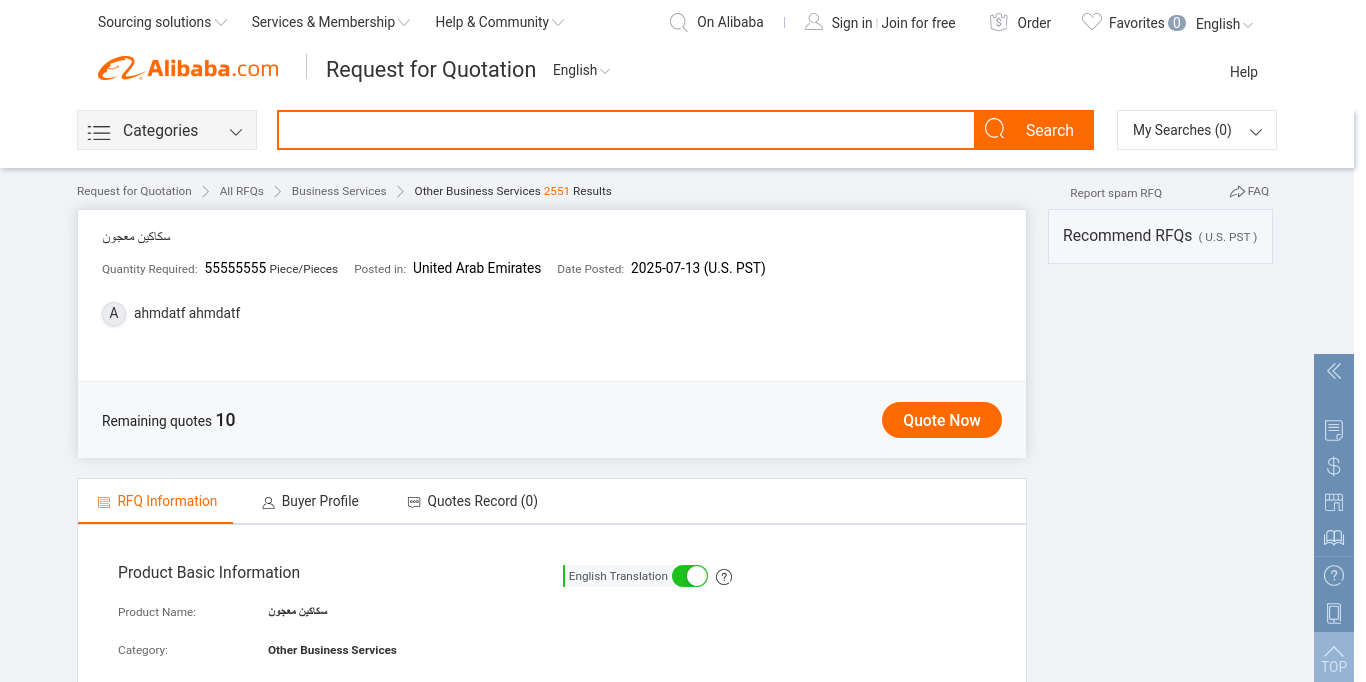 Sourcing solutions Services & Membership Help & Community On Alibaba Sign in Join for free Order Favorites 0 English
Alibaba.com Request for Quotation English Help
Categories Search My Searches (0)
Request for Quotation All RFQs Business Services Other Business Services 2551 Results Report spam RFQ FAQ
سكاكين معجون
Recommend RFQs ( U.S. PST )
Quantity Required: 55555555 Piece/Pieces Posted in: United Arab Emirates Date Posted: 2025-07-13 (U.S. PST)
A ahmdatf ahmdatf
Remaining quotes 10 Quote Now
RFQ Information Buyer Profile Quotes Record (0)
Product Basic Information English Translation ?
Product Name: سكاكين معجون
Category: Other Business Services
TOP